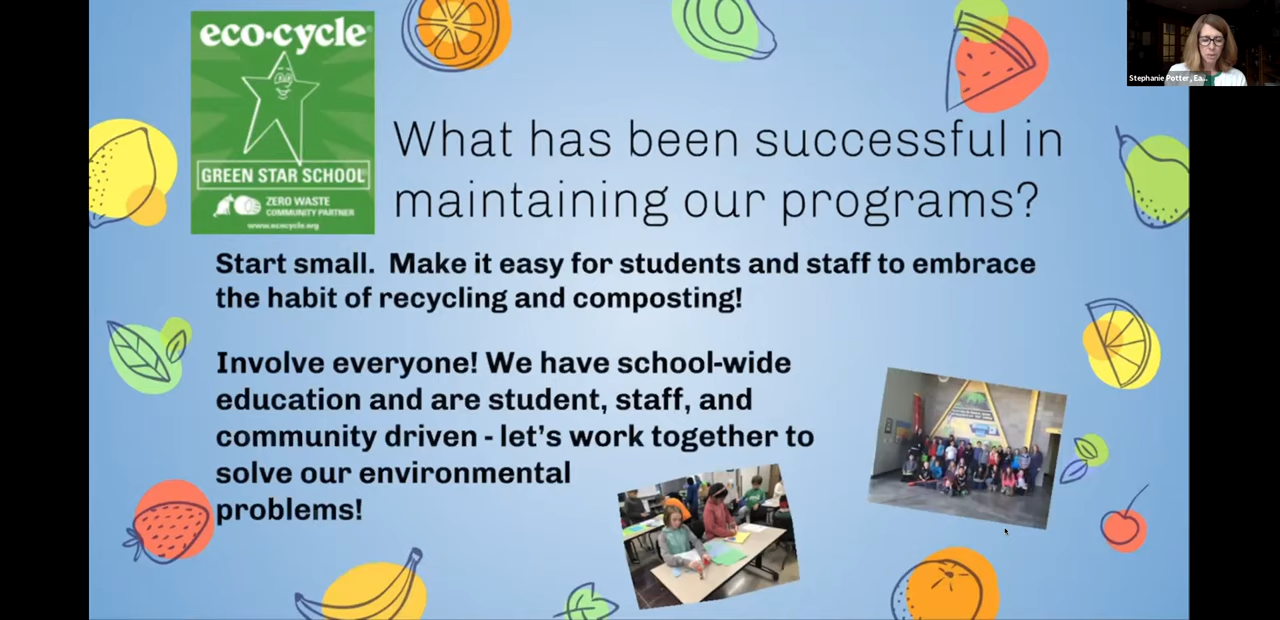 eco·cycle®
GREEN STAR SCHOOL
ZERO WASTE
COMMUNITY PARTNER
www.ecocycle.org
Stephanie Potter, Ea...
What has been successful in
maintaining our programs?
Start small. Make it easy for students and staff to embrace
the habit of recycling and composting!
Involve everyone! We have school-wide
education and are student, staff, and
community driven - let's work together to
solve our environmental
problems!